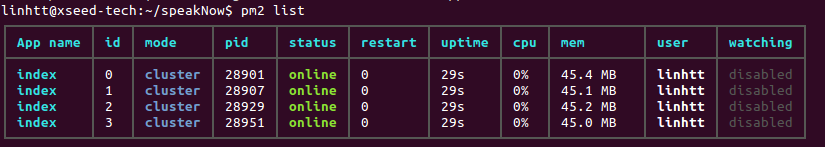 linhtt@xseed-tech:~/speakNow$ pm2 list
App name id mode pid status restart uptime cpu mem user watching
index 0 cluster 28901 online 0 29s 0% 45.4 MB linhtt disabled
index 1 cluster 28907 online 0 29s 0% 45.1 MB linhtt disabled
index 2 cluster 28929 online 0 29s 0% 45.2 MB linhtt disabled
index 3 cluster 28951 online 0 29s 0% 45.0 MB linhtt disabled